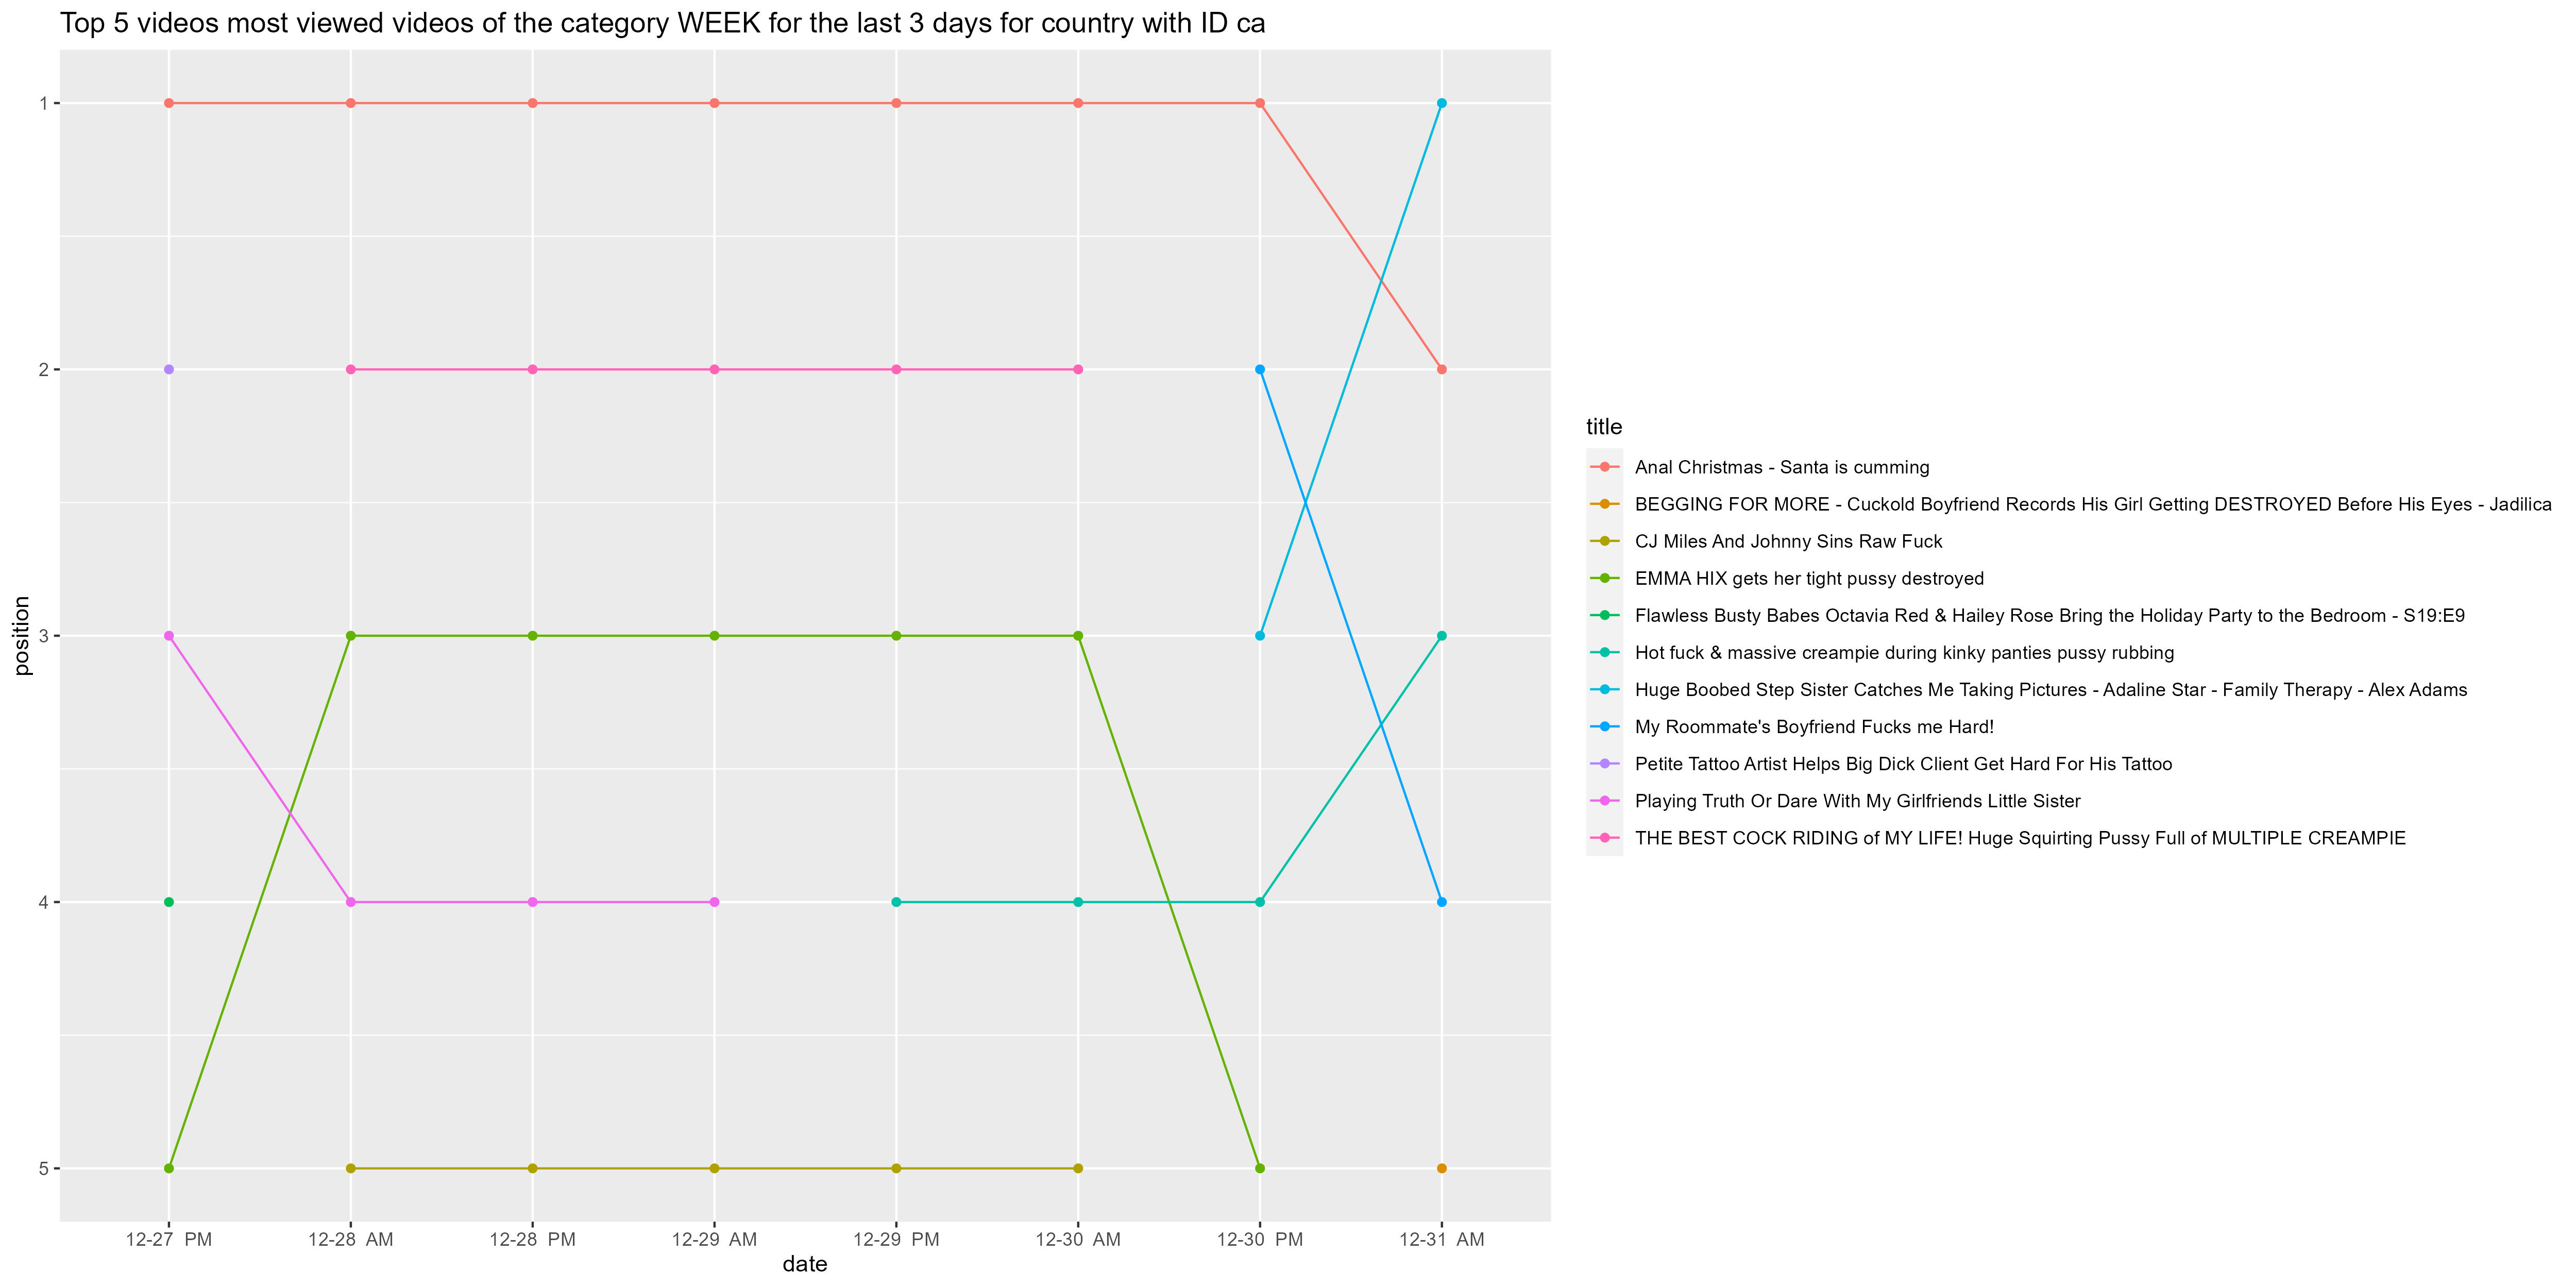 Top 5 videos most viewed videos of the category WEEK for the last 3 days for country with ID ca
1
2
3
4
5
position
12-27 PM
12-28 AM
12-28 PM
12-29 AM
12-29 PM
12-30 AM
12-30 PM
12-31 AM
date
title
Anal Christmas - Santa is cumming
BEGGING FOR MORE - Cuckold Boyfriend Records His Girl Getting DESTROYED Before His Eyes - Jadilica
CJ Miles And Johnny Sins Raw Fuck
EMMA HIX gets her tight pussy destroyed
Flawless Busty Babes Octavia Red & Hailey Rose Bring the Holiday Party to the Bedroom - S19:E9
Hot fuck & massive creampie during kinky panties pussy rubbing
Huge Boobed Step Sister Catches Me Taking Pictures - Adaline Star - Family Therapy - Alex Adams
My Roommate's Boyfriend Fucks me Hard!
Petite Tattoo Artist Helps Big Dick Client Get Hard For His Tattoo
Playing Truth Or Dare With My Girlfriends Little Sister
THE BEST COCK RIDING of MY LIFE! Huge Squirting Pussy Full of MULTIPLE CREAMPIE